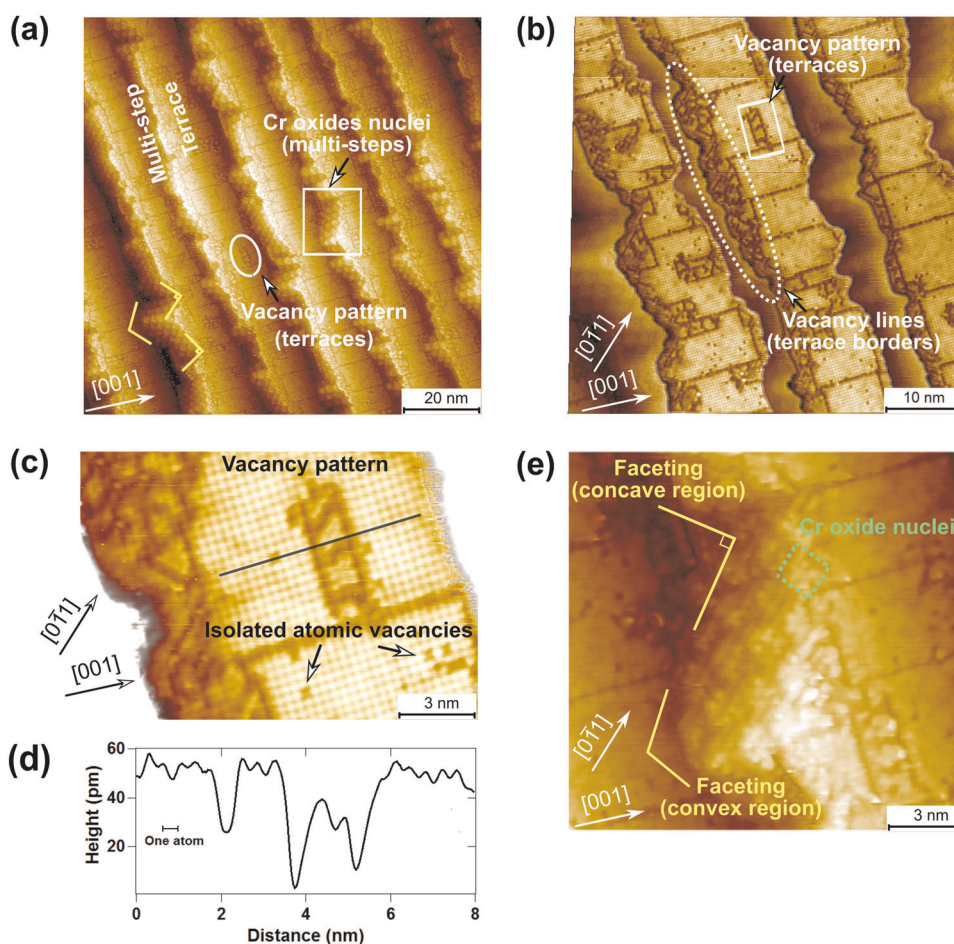 (a)
Multi-step
Terrace
Cr oxides nuclei
(multi-steps)
Vacancy pattern
(terraces)
[001]
20 nm
(b)
Vacancy pattern
(terraces)
Vacancy lines
(terrace borders)
[01̄1]
[001]
10 nm
(c)
Vacancy pattern
Isolated atomic vacancies
[01̄1]
[001]
3 nm
(d)
Height (pm)
60
40
20
One atom
0 2 4 6 8
Distance (nm)
(e)
Faceting
(concave region)
Cr oxide nuclei
Faceting
(convex region)
[01̄1]
[001]
3 nm